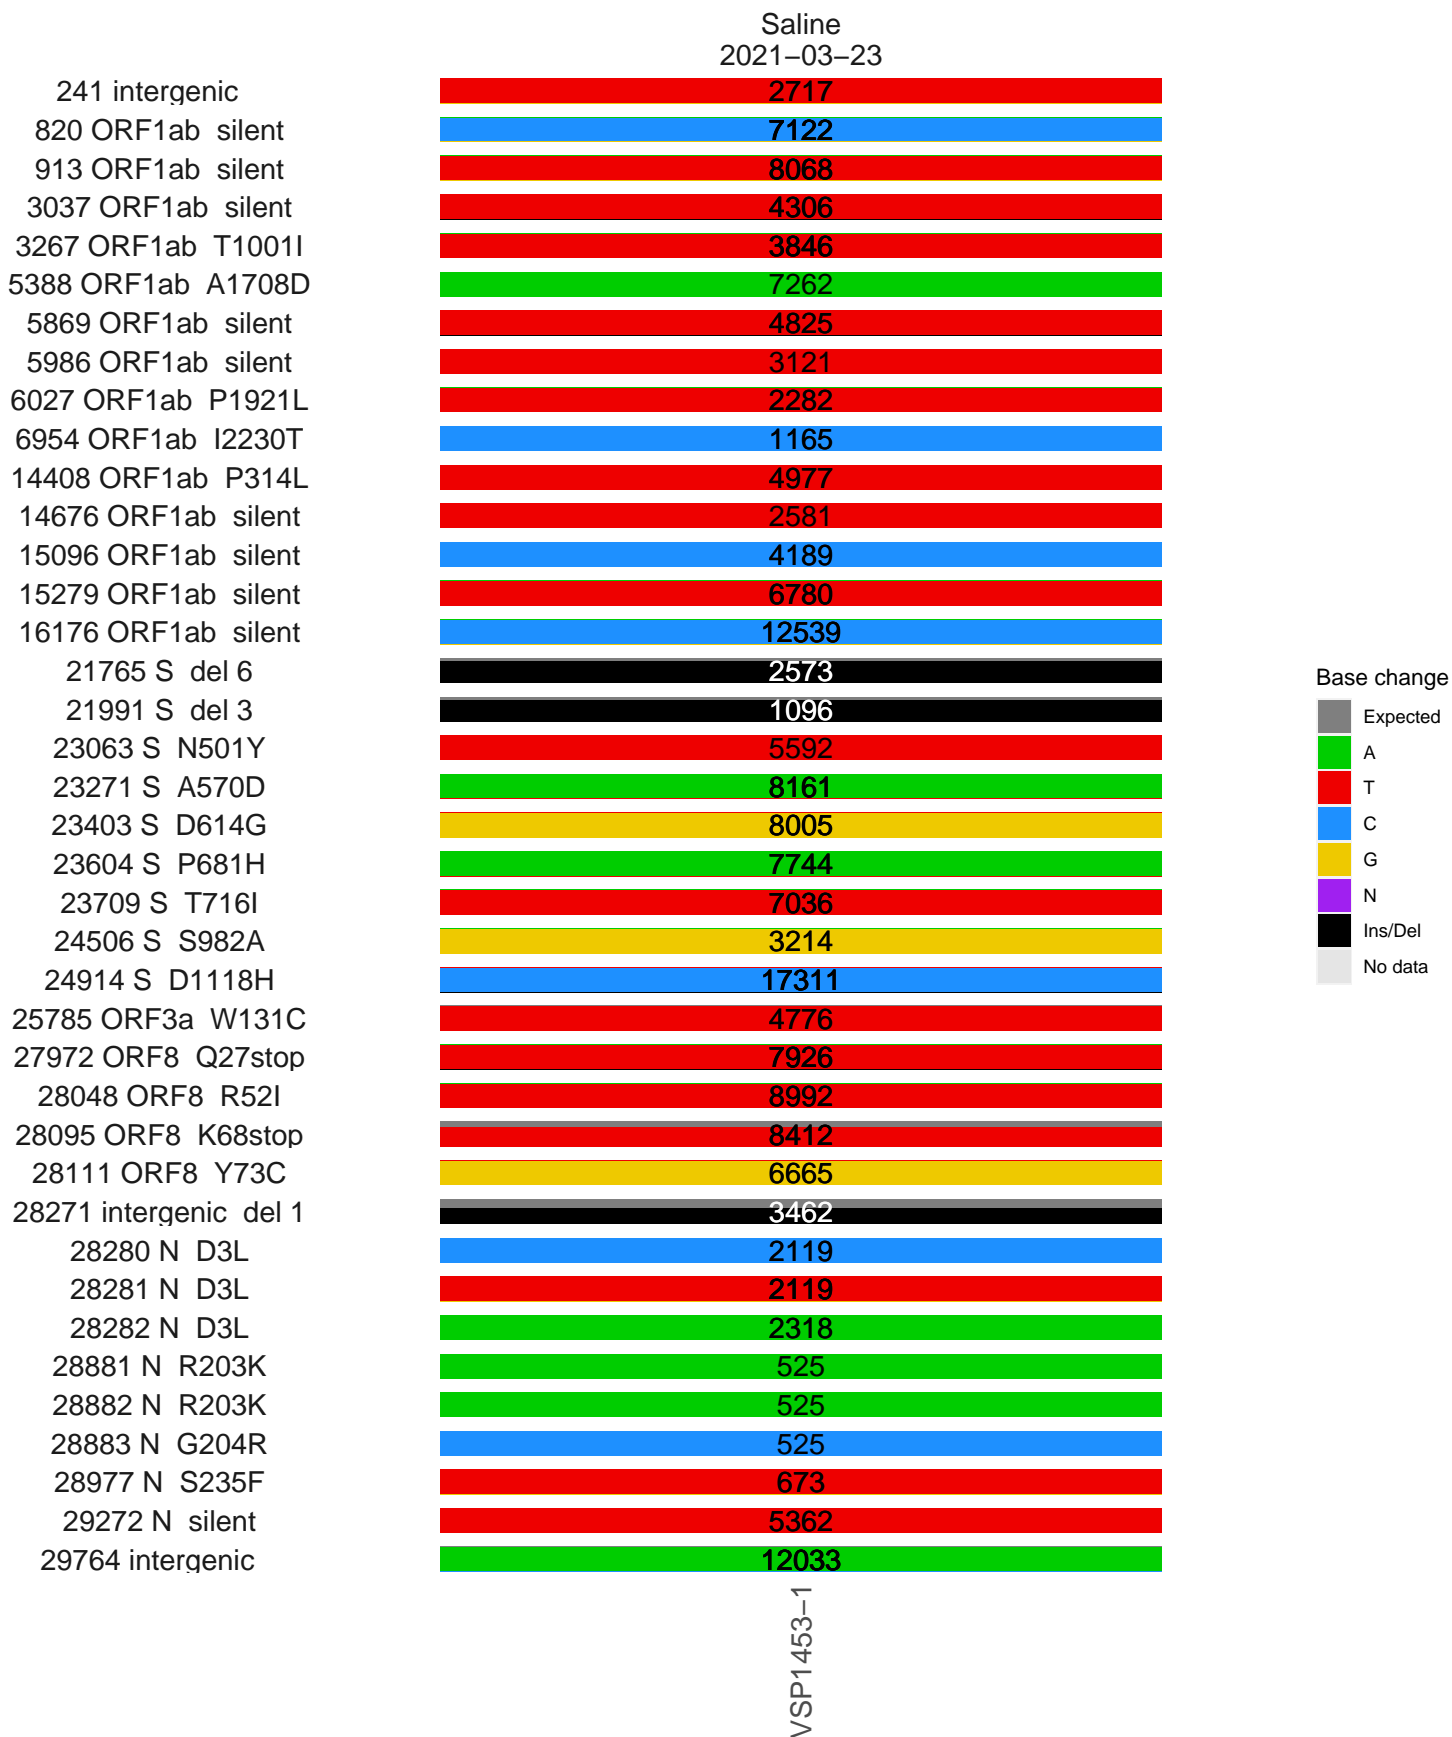 Saline
2021−03−23
241 intergenic 2717
820 ORF1ab silent 7122
913 ORF1ab silent 8068
3037 ORF1ab silent 4306
3267 ORF1ab T1001I 3846
5388 ORF1ab A1708D 7262
5869 ORF1ab silent 4825
5986 ORF1ab silent 3121
6027 ORF1ab P1921L 2282
6954 ORF1ab I2230T 1165
14408 ORF1ab P314L 4977
14676 ORF1ab silent 2581
15096 ORF1ab silent 4189
15279 ORF1ab silent 6780
16176 ORF1ab silent 12539
21765 S del 6 2573
21991 S del 3 1096
23063 S N501Y 5592
23271 S A570D 8161
23403 S D614G 8005
23604 S P681H 7744
23709 S T716I 7036
24506 S S982A 3214
24914 S D1118H 17311
25785 ORF3a W131C 4776
27972 ORF8 Q27stop 7926
28048 ORF8 R52I 8992
28095 ORF8 K68stop 8412
28111 ORF8 Y73C 6665
28271 intergenic del 1 3462
28280 N D3L 2119
28281 N D3L 2119
28282 N D3L 2318
28881 N R203K 525
28882 N R203K 525
28883 N G204R 525
28977 N S235F 673
29272 N silent 5362
29764 intergenic 12033
VSP1453−1
Base change
Expected
A
T
C
G
N
Ins/Del
No data